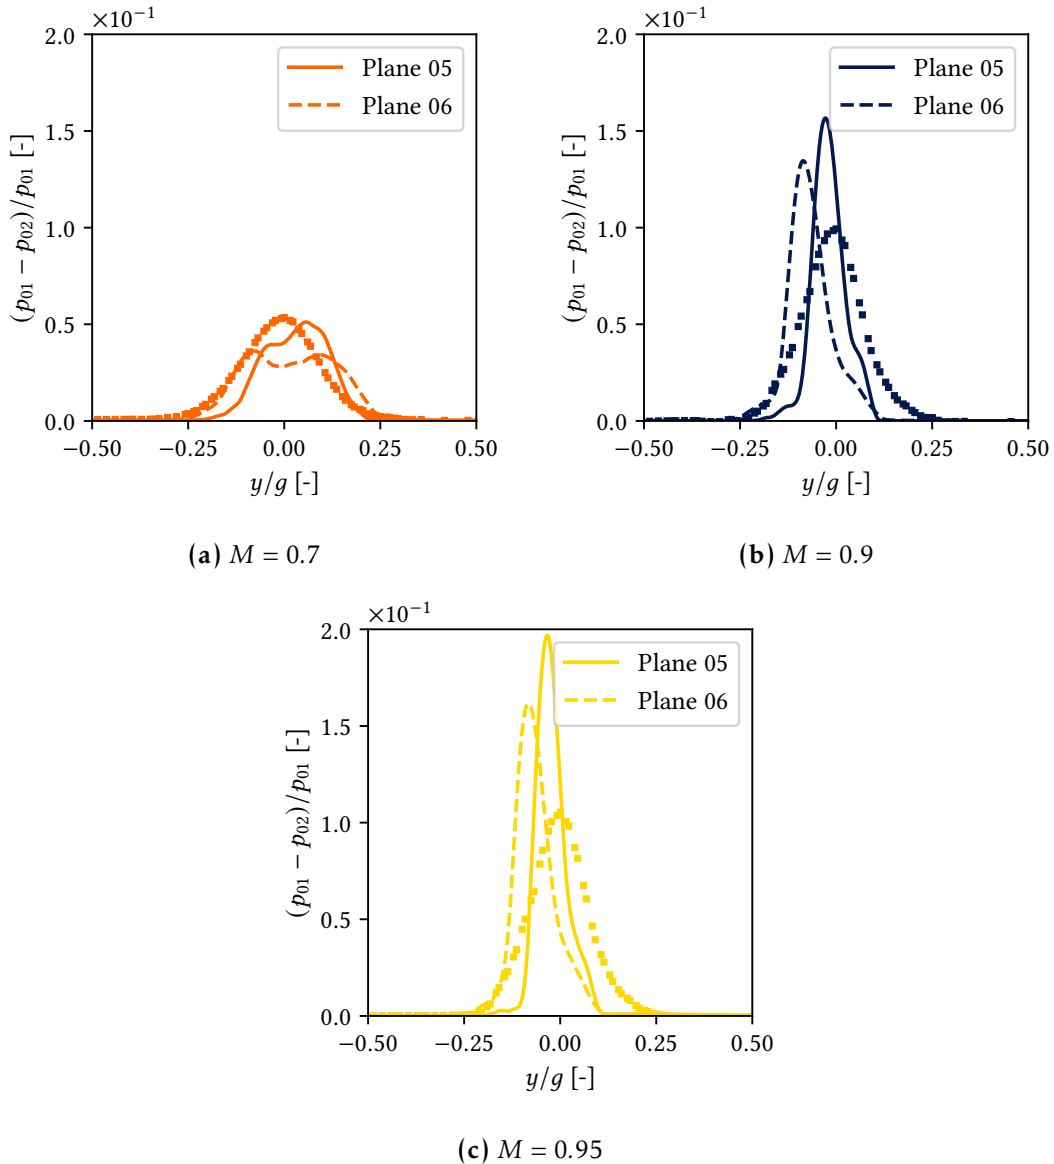 ×10⁻¹
2.0
1.5
1.0
0.5
0.0
(p₀₁ − p₀₂)/p₀₁ [-]
−0.50 −0.25 0.00 0.25 0.50
y/g [-]
Plane 05
Plane 06
(a) M = 0.7
×10⁻¹
2.0
1.5
1.0
0.5
0.0
(p₀₁ − p₀₂)/p₀₁ [-]
−0.50 −0.25 0.00 0.25 0.50
y/g [-]
Plane 05
Plane 06
(b) M = 0.9
×10⁻¹
2.0
1.5
1.0
0.5
0.0
(p₀₁ − p₀₂)/p₀₁ [-]
−0.50 −0.25 0.00 0.25 0.50
y/g [-]
Plane 05
Plane 06
(c) M = 0.95